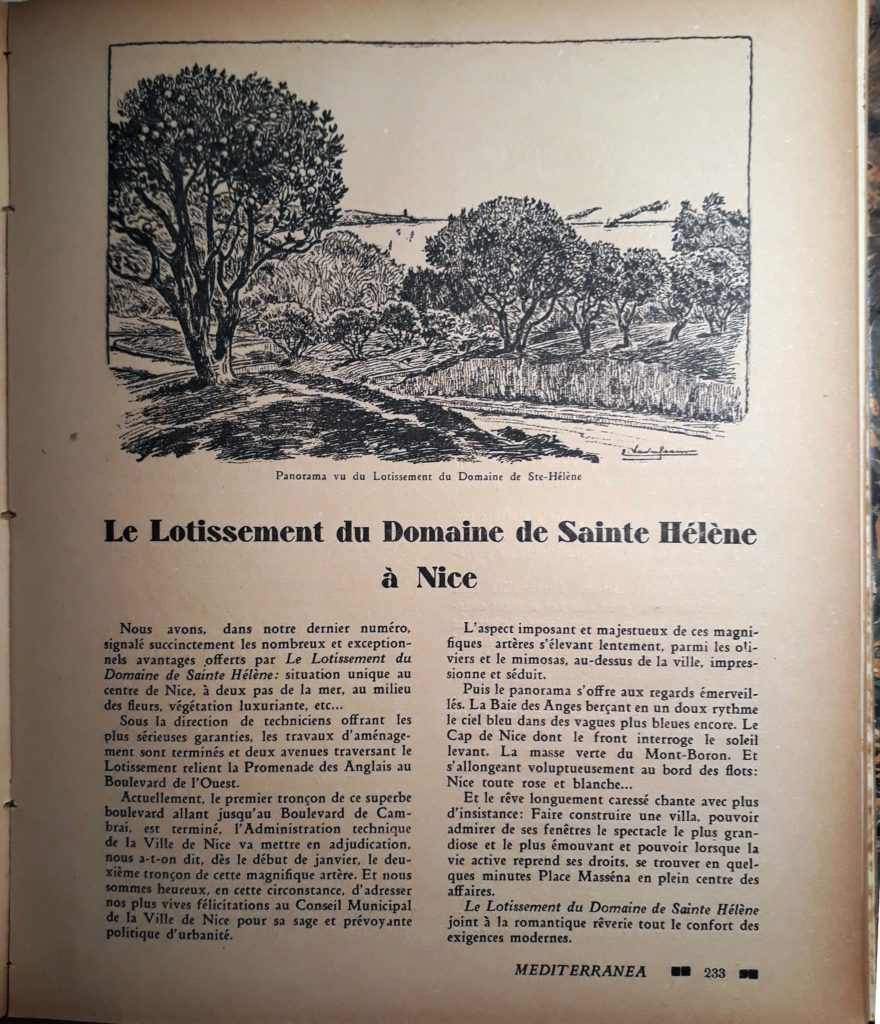 Panorama vu du Lotissement du Domaine de Ste-Hélène
Le Lotissement du Domaine de Sainte Hélène
à Nice
Nous avons, dans notre dernier numéro,
signalé succinctement les nombreux et exception-
nels avantages offerts par Le Lotissement du
Domaine de Sainte Hélène: situation unique au
centre de Nice, à deux pas de la mer, au milieu
des fleurs, végétation luxuriante, etc...
Sous la direction de techniciens offrant les
plus sérieuses garanties, les travaux d'aménage-
ment sont terminés et deux avenues traversant le
Lotissement relient la Promenade des Anglais au
Boulevard de l'Ouest.
Actuellement, le premier tronçon de ce superbe
boulevard allant jusqu'au Boulevard de Cam-
brai, est terminé, l'Administration technique
de la Ville de Nice va mettre en adjudication,
nous a-t-on dit, dès le début de janvier, le deu-
xième tronçon de cette magnifique artère. Et nous
sommes heureux, en cette circonstance, d'adresser
nos plus vives félicitations au Conseil Municipal
de la Ville de Nice pour sa sage et prévoyante
politique d'urbanité.
L'aspect imposant et majestueux de ces magni-
fiques artères s'élevant lentement, parmi les oli-
viers et le mimosas, au-dessus de la ville, impres-
sionne et séduit.
Puis le panorama s'offre aux regards émerveil-
lés. La Baie des Anges berçant en un doux rythme
le ciel bleu dans des vagues plus bleues encore. Le
Cap de Nice dont le front interroge le soleil
levant. La masse verte du Mont-Boron. Et
s'allongeant voluptueusement au bord des flots:
Nice toute rose et blanche...
Et le rêve longuement caressé chante avec plus
d'insistance: Faire construire une villa, pouvoir
admirer de ses fenêtres le spectacle le plus gran-
diose et le plus émouvant et pouvoir lorsque la
vie active reprend ses droits, se trouver en quel-
ques minutes Place Masséna en plein centre des
affaires.
Le Lotissement du Domaine de Sainte Hélène
joint à la romantique rêverie tout le confort des
exigences modernes.
MEDITERRANEA 233